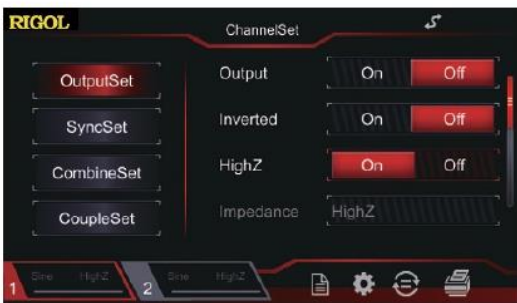 RIGOL
ChannelSet
OutputSet
SyncSet
CombineSet
CoupleSet
Output On Off
Inverted On Off
HighZ On Off
Impedance HighZ
1 Sine HighZ
2 Sine HighZ